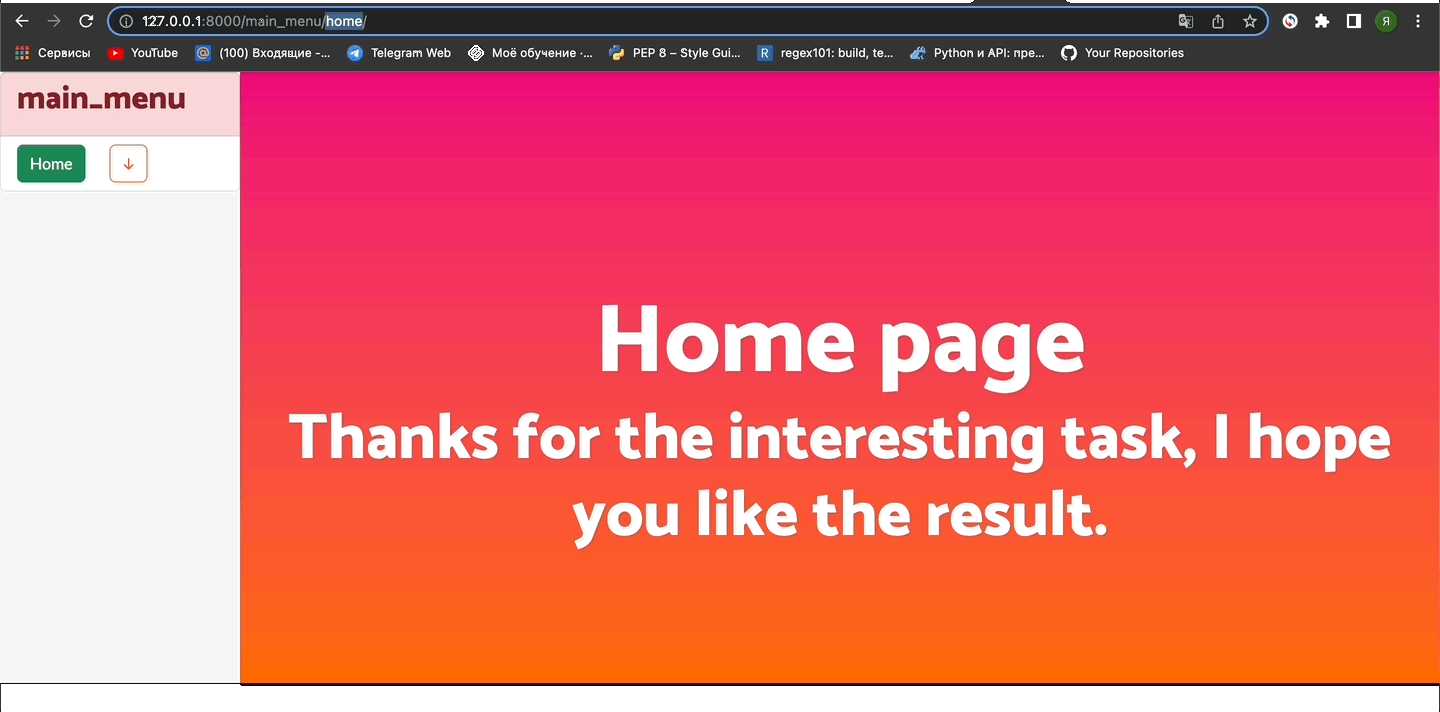 127.0.0.1:8000/main_menu/home/
Я
Сервисы YouTube (100) Входящие -... Telegram Web Моё обучение ·... PEP 8 – Style Gui... R regex101: build, te... Python и API: пре... Your Repositories
main_menu
Home ↓
Home page
Thanks for the interesting task, I hope
you like the result.